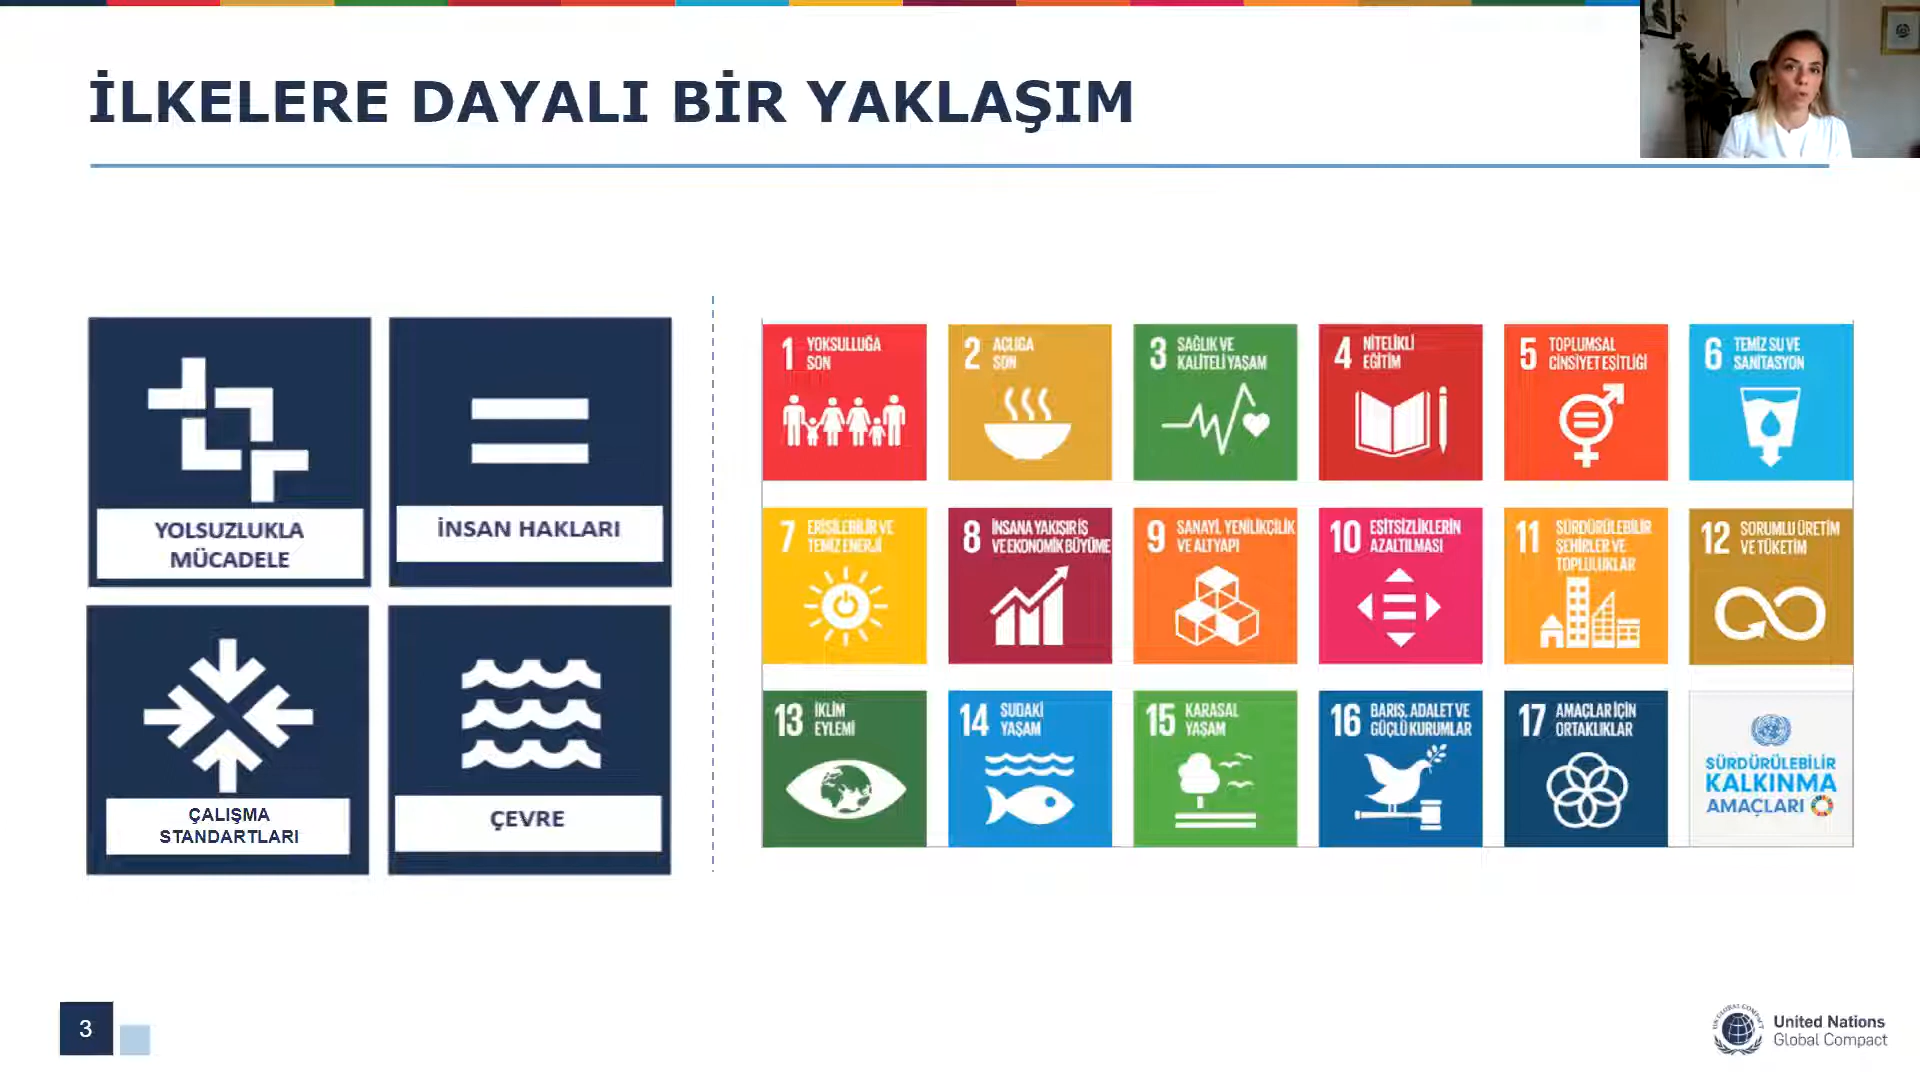 İLKELERE DAYALI BİR YAKLAŞIM
YOLSUZLUKLA
MÜCADELE
İNSAN HAKLARI
ÇALIŞMA
STANDARTLARI
ÇEVRE
1 YOKSULLUĞA
SON
2 AÇLIĞA
SON
3 SAĞLIK VE
KALİTELİ YAŞAM
4 NİTELİKLİ
EĞİTİM
5 TOPLUMSAL
CİNSİYET EŞİTLİĞİ
6 TEMİZ SU VE
SANİTASYON
7 ERİŞİLEBİLİR VE
TEMİZ ENERJİ
8 İNSANA YAKIŞIR İŞ
VE EKONOMİK BÜYÜME
9 SANAYİ, YENİLİKÇİLİK
VE ALTYAPI
10 EŞİTSİZLİKLERİN
AZALTILMASI
11 SÜRDÜRÜLEBİLİR
ŞEHİRLER VE
TOPLULUKLAR
12 SORUMLU ÜRETİM
VE TÜKETİM
13 İKLİM
EYLEMİ
14 SUDAKİ
YAŞAM
15 KARASAL
YAŞAM
16 BARIŞ, ADALET VE
GÜÇLÜ KURUMLAR
17 AMAÇLAR İÇİN
ORTAKLIKLAR
SÜRDÜRÜLEBİLİR
KALKINMA
AMAÇLARI
3
United Nations
Global Compact